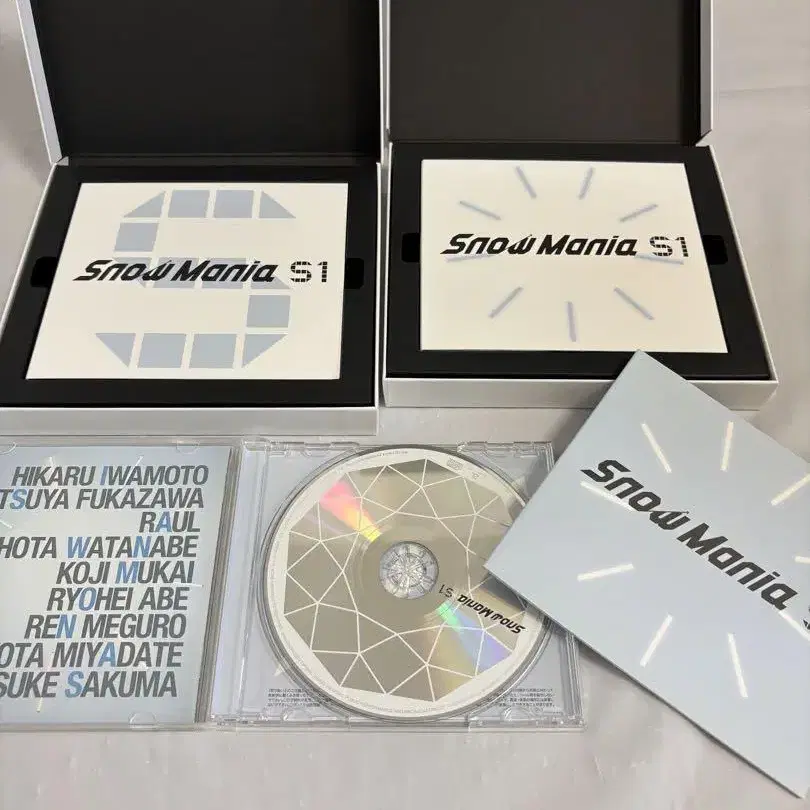 Snow Mania S1
Snow Mania S1
HIKARU IWAMOTO
TSUYA FUKAZAWA
RAUL
HOTA WATANABE
KOJI MUKAI
RYOHEI ABE
REN MEGURO
OTA MIYADATE
SUKE SAKUMA
Snow Mania S1
Snow Mania